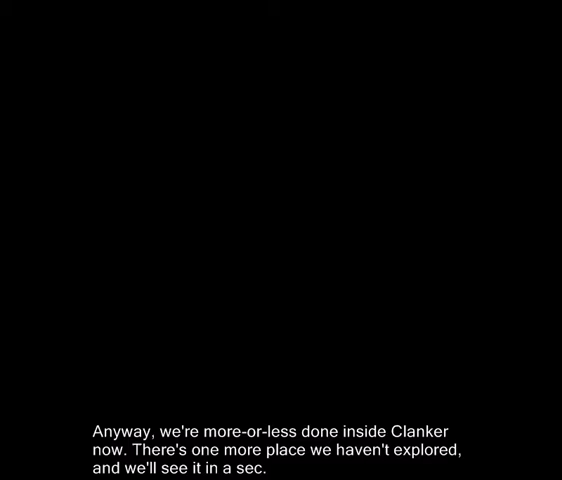 Anyway, we're more-or-less done inside Clanker
now. There's one more place we haven't explored,
and we'll see it in a sec.